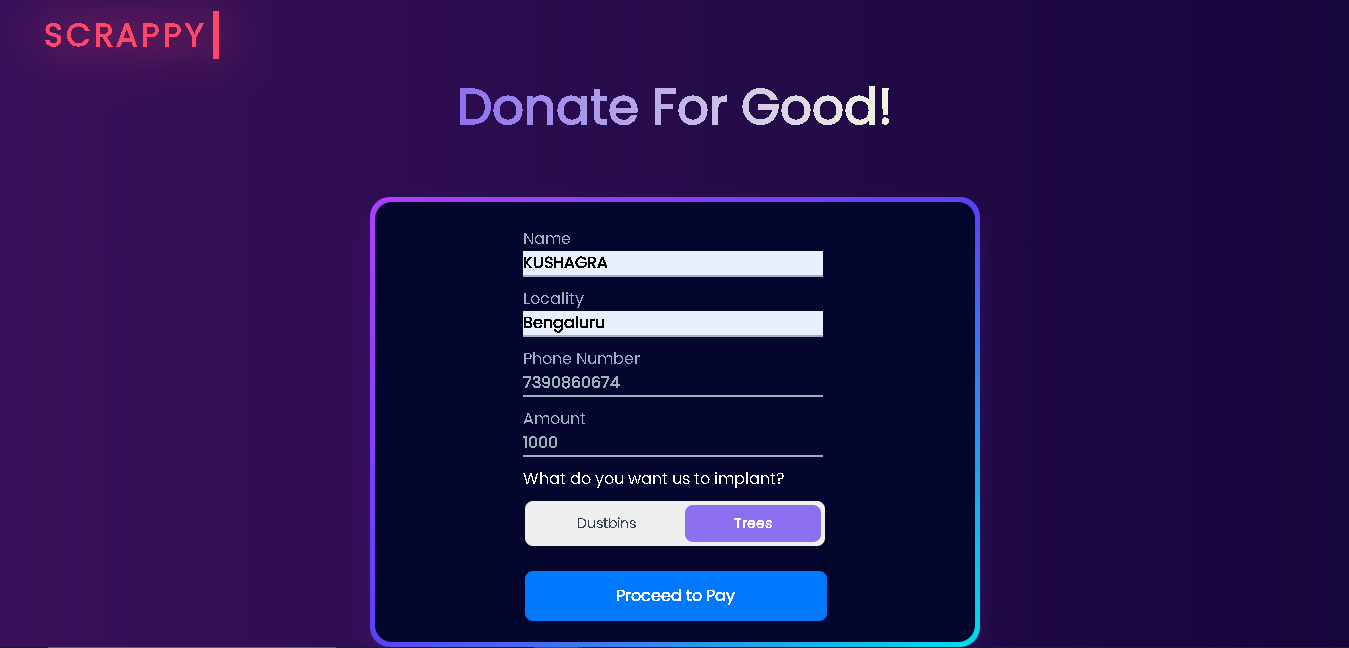 SCRAPPY
Donate For Good!
Name
KUSHAGRA
Locality
Bengaluru
Phone Number
7390860674
Amount
1000
What do you want us to implant?
Dustbins Trees
Proceed to Pay